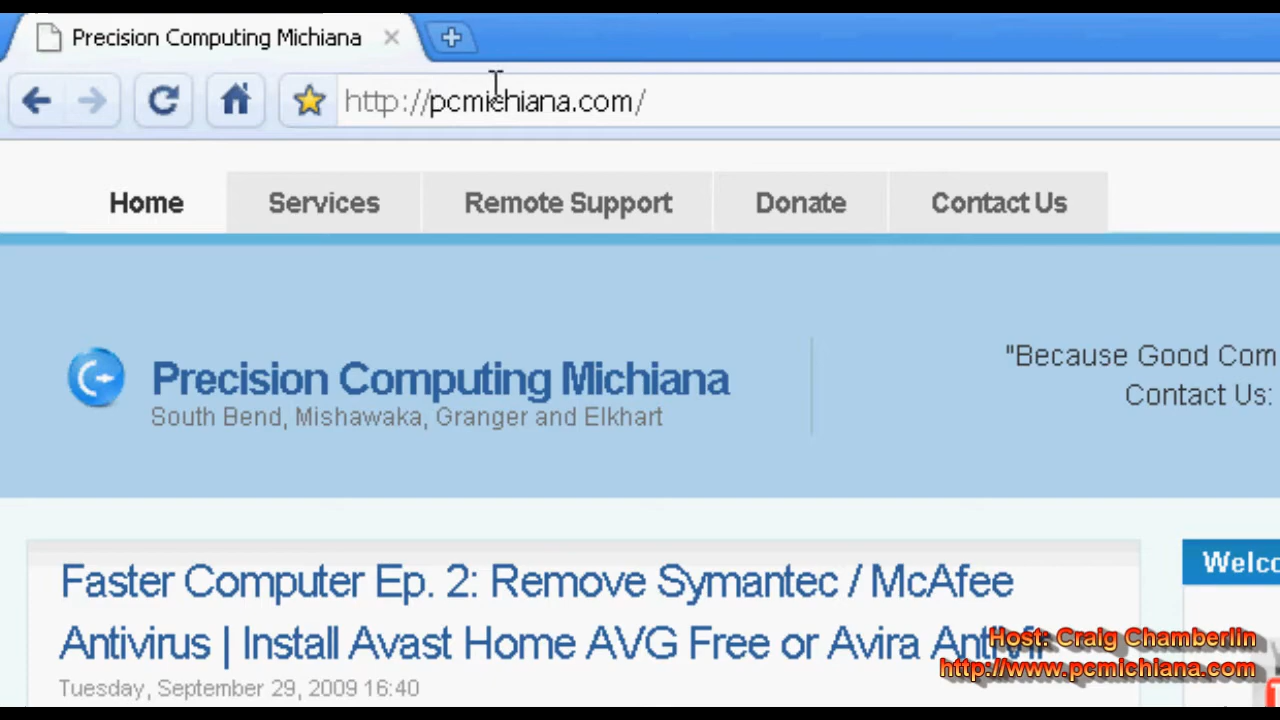 Precision Computing Michiana
http://pcmichiana.com/
Home Services Remote Support Donate Contact Us
Precision Computing Michiana
South Bend, Mishawaka, Granger and Elkhart
"Because Good Com
Contact Us:
Faster Computer Ep. 2: Remove Symantec / McAfee
Antivirus | Install Avast Home AVG Free or Avira AntiVir
Tuesday, September 29, 2009 16:40
Welco
Host: Craig Chamberlin
http://www.pcmichiana.com